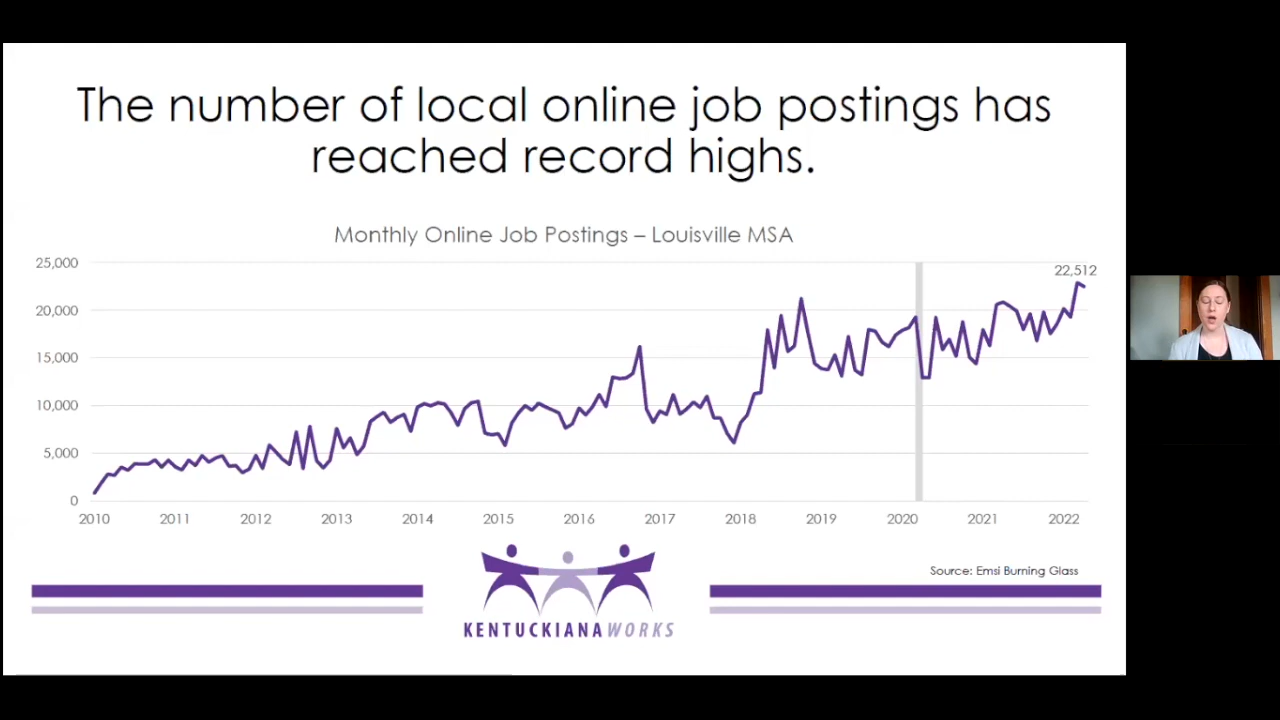 The number of local online job postings has
reached record highs.
Monthly Online Job Postings – Louisville MSA
25,000
22,512
20,000
15,000
10,000
5,000
0
2010 2011 2012 2013 2014 2015 2016 2017 2018 2019 2020 2021 2022
Source: Emsi Burning Glass
KENTUCKIANAWORKS